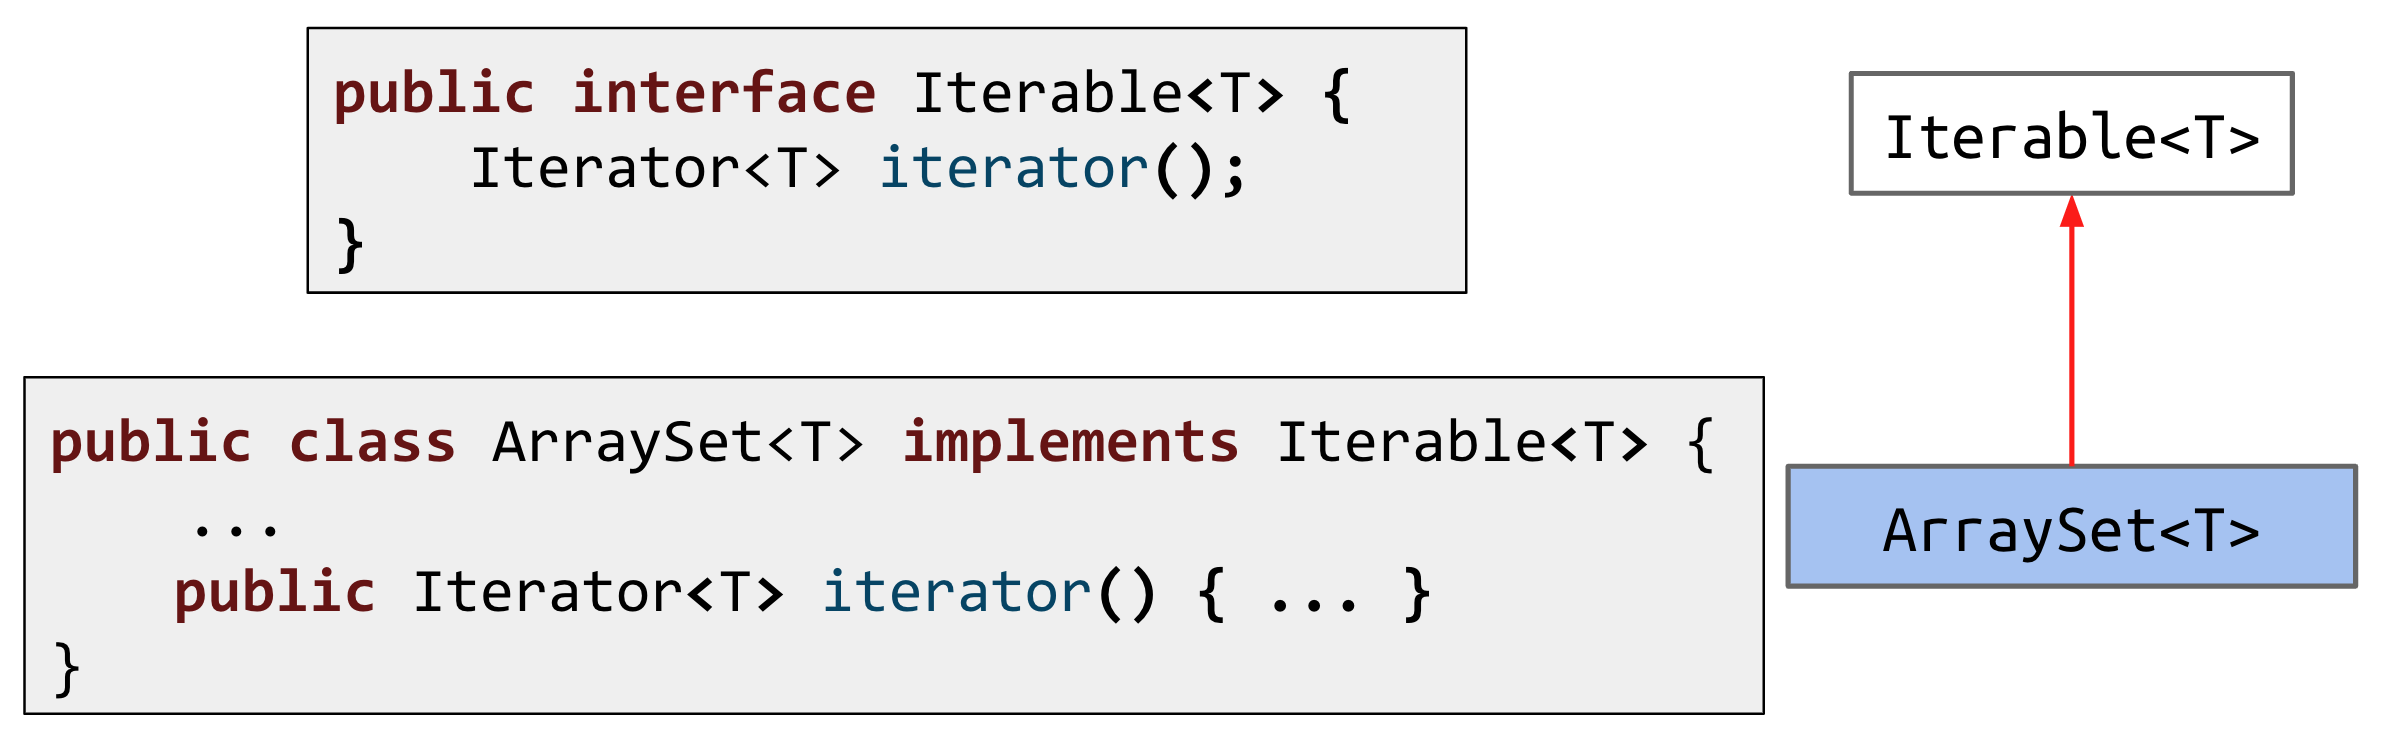 public interface Iterable<T> {
    Iterator<T> iterator();
}
Iterable<T>
public class ArraySet<T> implements Iterable<T> {
    ...
    public Iterator<T> iterator() { ... }
}
ArraySet<T>